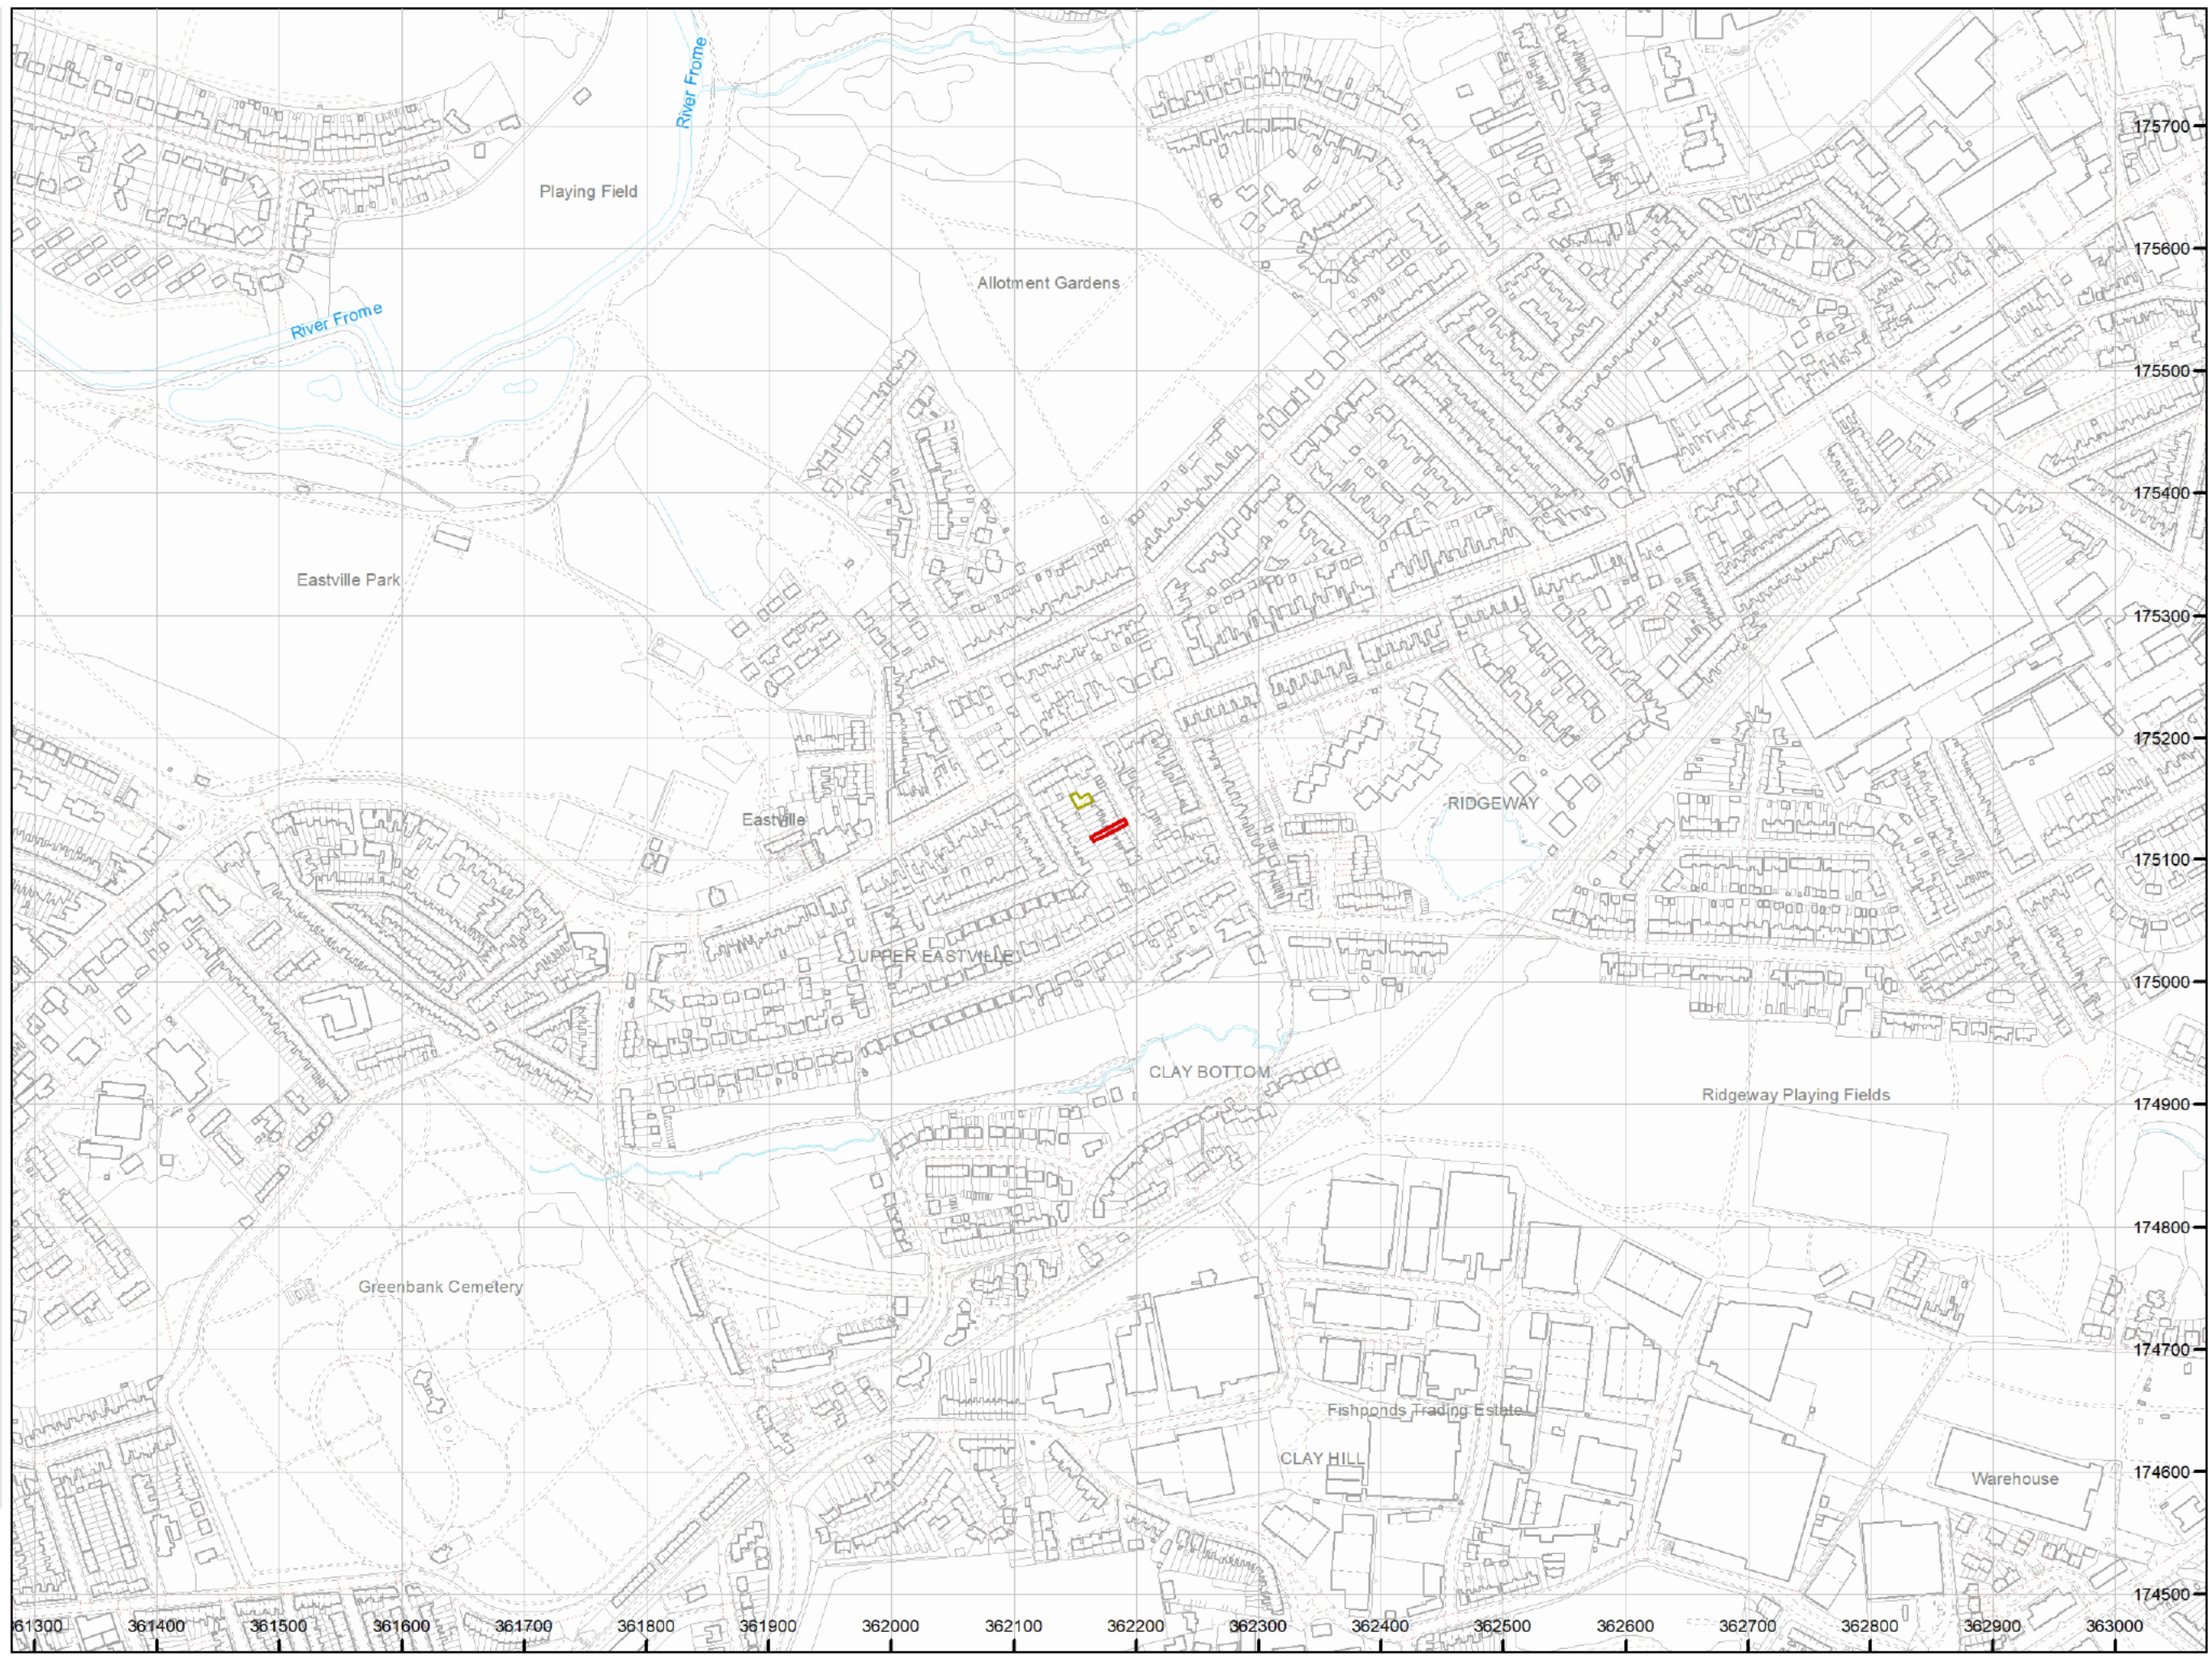 River Frome
175700
Playing Field
175600
Allotment Gardens
River Frome
175500
175400
Eastville Park
175300
175200
RIDGEWAY
Eastville
175100
UPPER EASTVILLE
175000
CLAY BOTTOM
Ridgeway Playing Fields
174900
174800
Greenbank Cemetery
174700
Fishponds Trading Estate
CLAY HILL
Warehouse
174600
174500
61300 361400 361500 361600 361700 361800 361900 362000 362100 362200 362300 362400 362500 362600 362700 362800 362900 363000